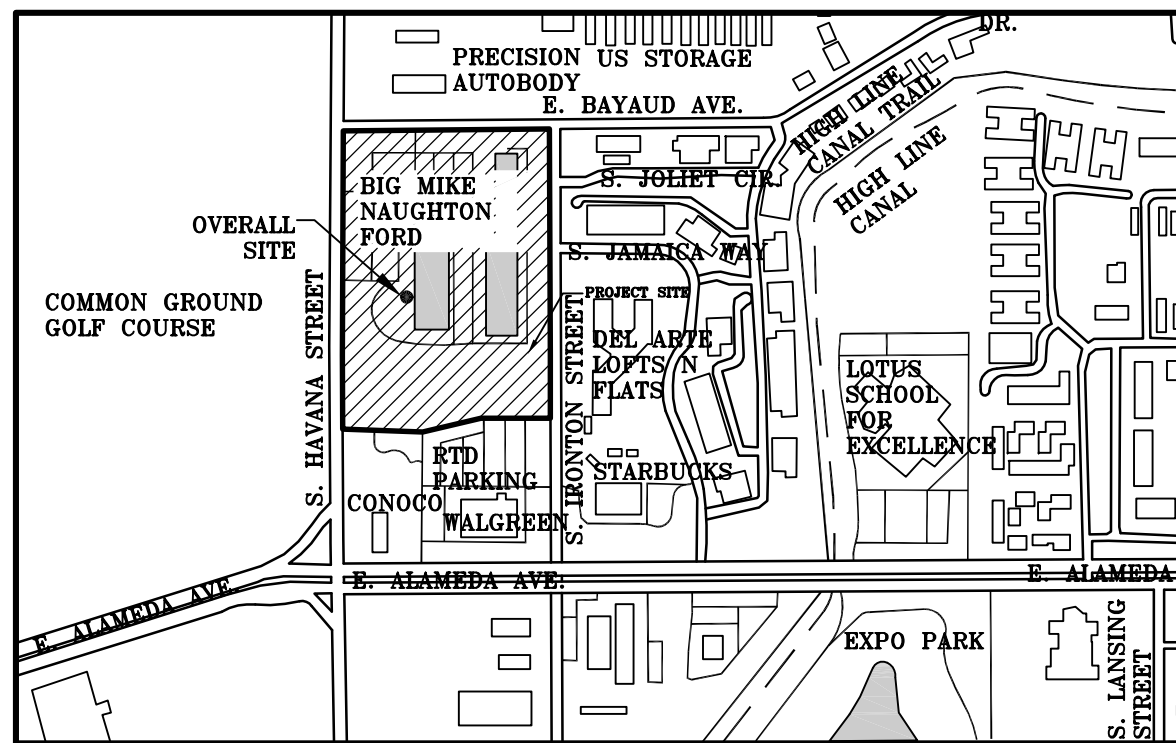 DR.
PRECISION
AUTOBODY
US STORAGE
E. BAYAUD AVE.
HIGH LINE
CANAL TRAIL
HIGH LINE
CANAL
S. JOLIET CIR.
BIG MIKE
NAUGHTON
FORD
OVERALL
SITE
S. JAMAICA WAY
PROJECT SITE
COMMON GROUND
GOLF COURSE
S. HAVANA STREET
S. IRONTON STREET
DEL ARTE
LOFTS N
FLATS
LOTUS
SCHOOL
FOR
EXCELLENCE
RTD
PARKING
STARBUCKS
CONOCO
WALGREEN
E. ALAMEDA AVE.
E. ALAMEDA
E. ALAMEDA AVE.
EXPO PARK
S. LANSING
STREET